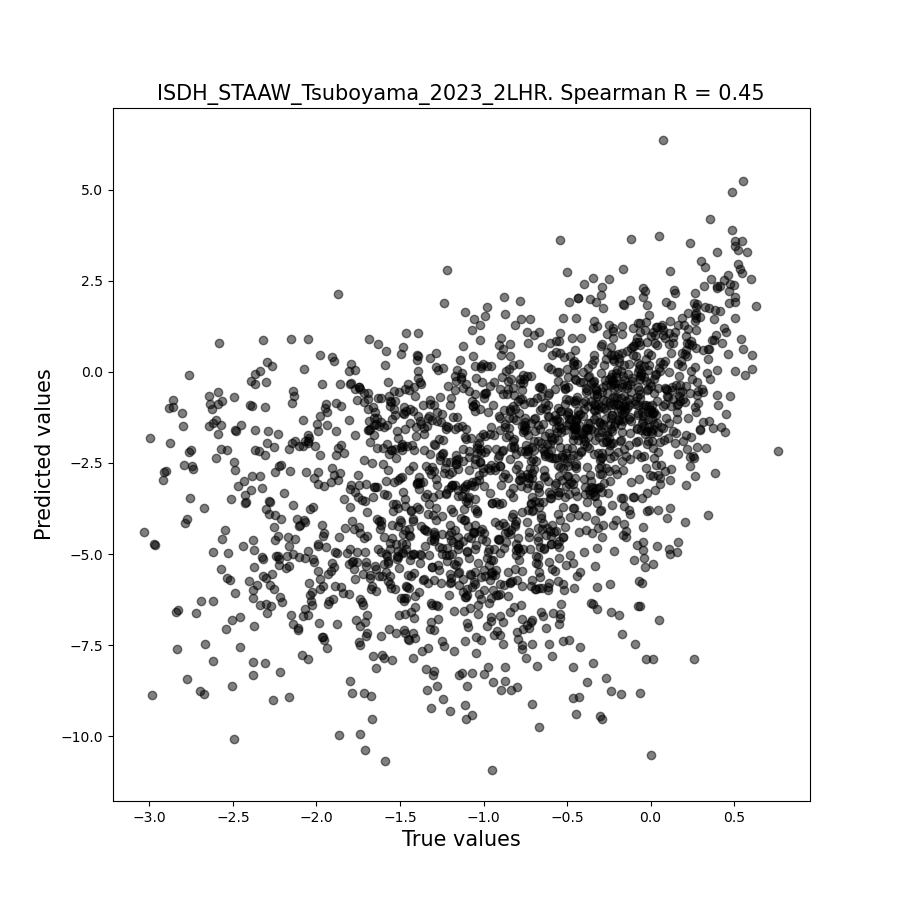 ISDH_STAAW_Tsuboyama_2023_2LHR. Spearman R = 0.45
Predicted values
5.0
2.5
0.0
−2.5
−5.0
−7.5
−10.0
−3.0 −2.5 −2.0 −1.5 −1.0 −0.5 0.0 0.5
True values